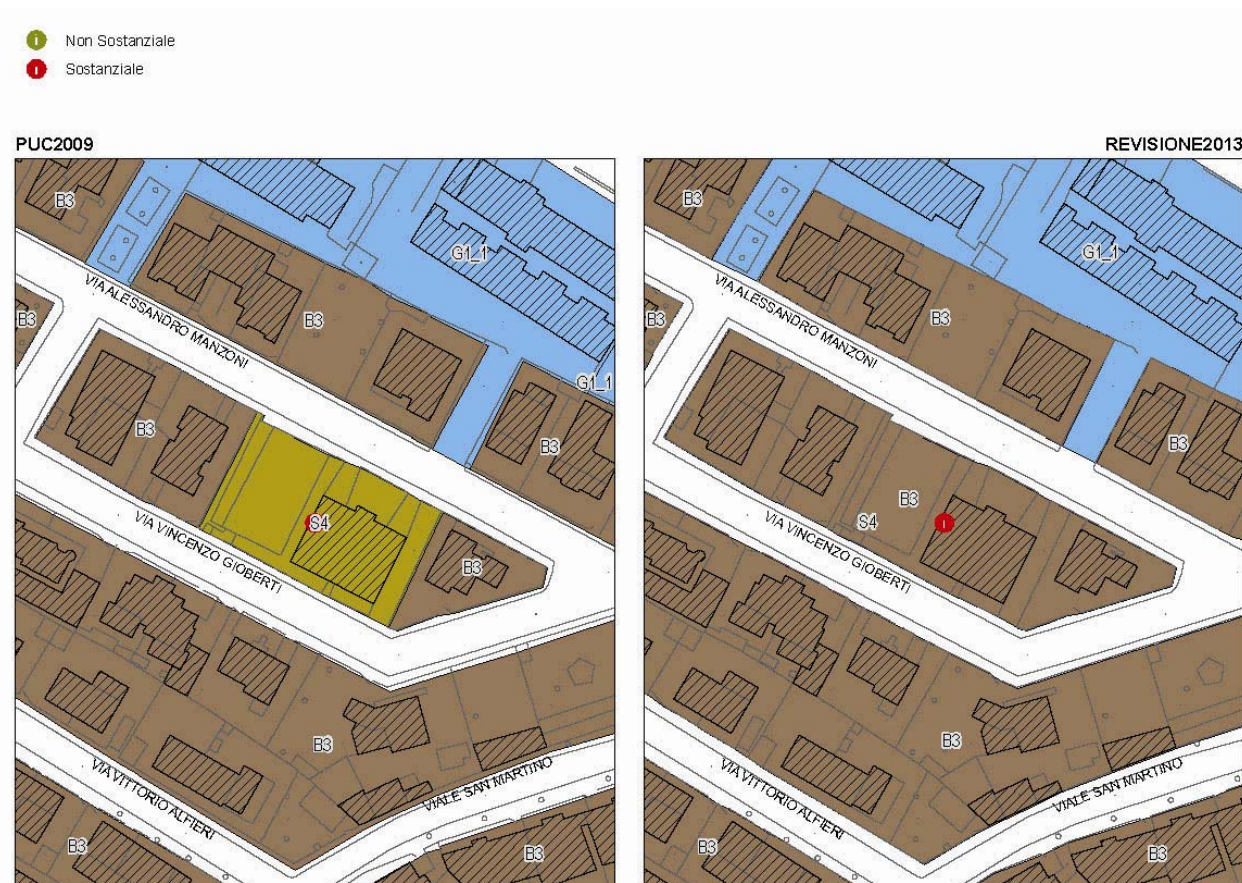 Non Sostanziale
Sostanziale
PUC2009
REVISIONE2013
B3
G1_1
VIA ALESSANDRO MANZONI
B3
B3
G1_1
B3
B3
S4
VIA VINCENZO GIOBERTI
B3
B3
VIA VITTORIO ALFIERI
VIALE SAN MARTINO
B3
B3
B3
G1_1
VIA ALESSANDRO MANZONI
B3
B3
B3
B3
S4
VIA VINCENZO GIOBERTI
B3
VIA VITTORIO ALFIERI
VIALE SAN MARTINO
B3
B3